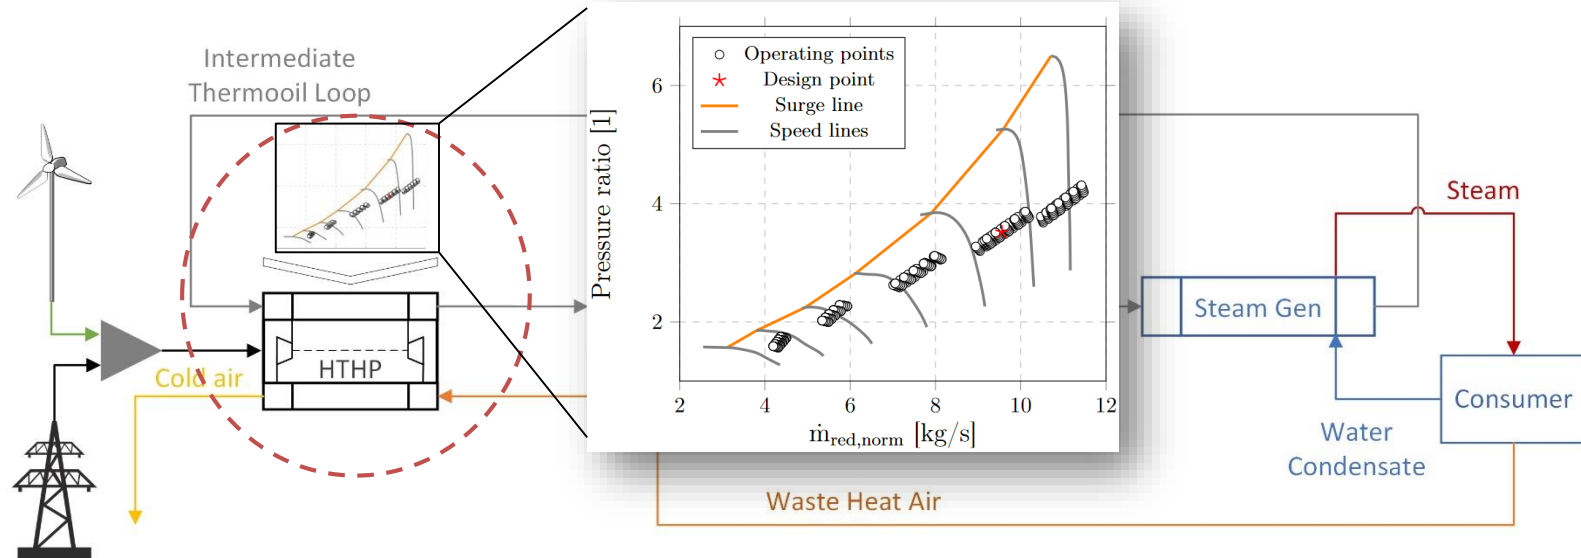 Intermediate
Thermooil Loop
Cold air
HTHP
Operating points
Design point
Surge line
Speed lines
Pressure ratio [1]
6
4
2
2 4 6 8 10 12
ṁred,norm [kg/s]
Steam
Steam Gen
Consumer
Water
Condensate
Waste Heat Air